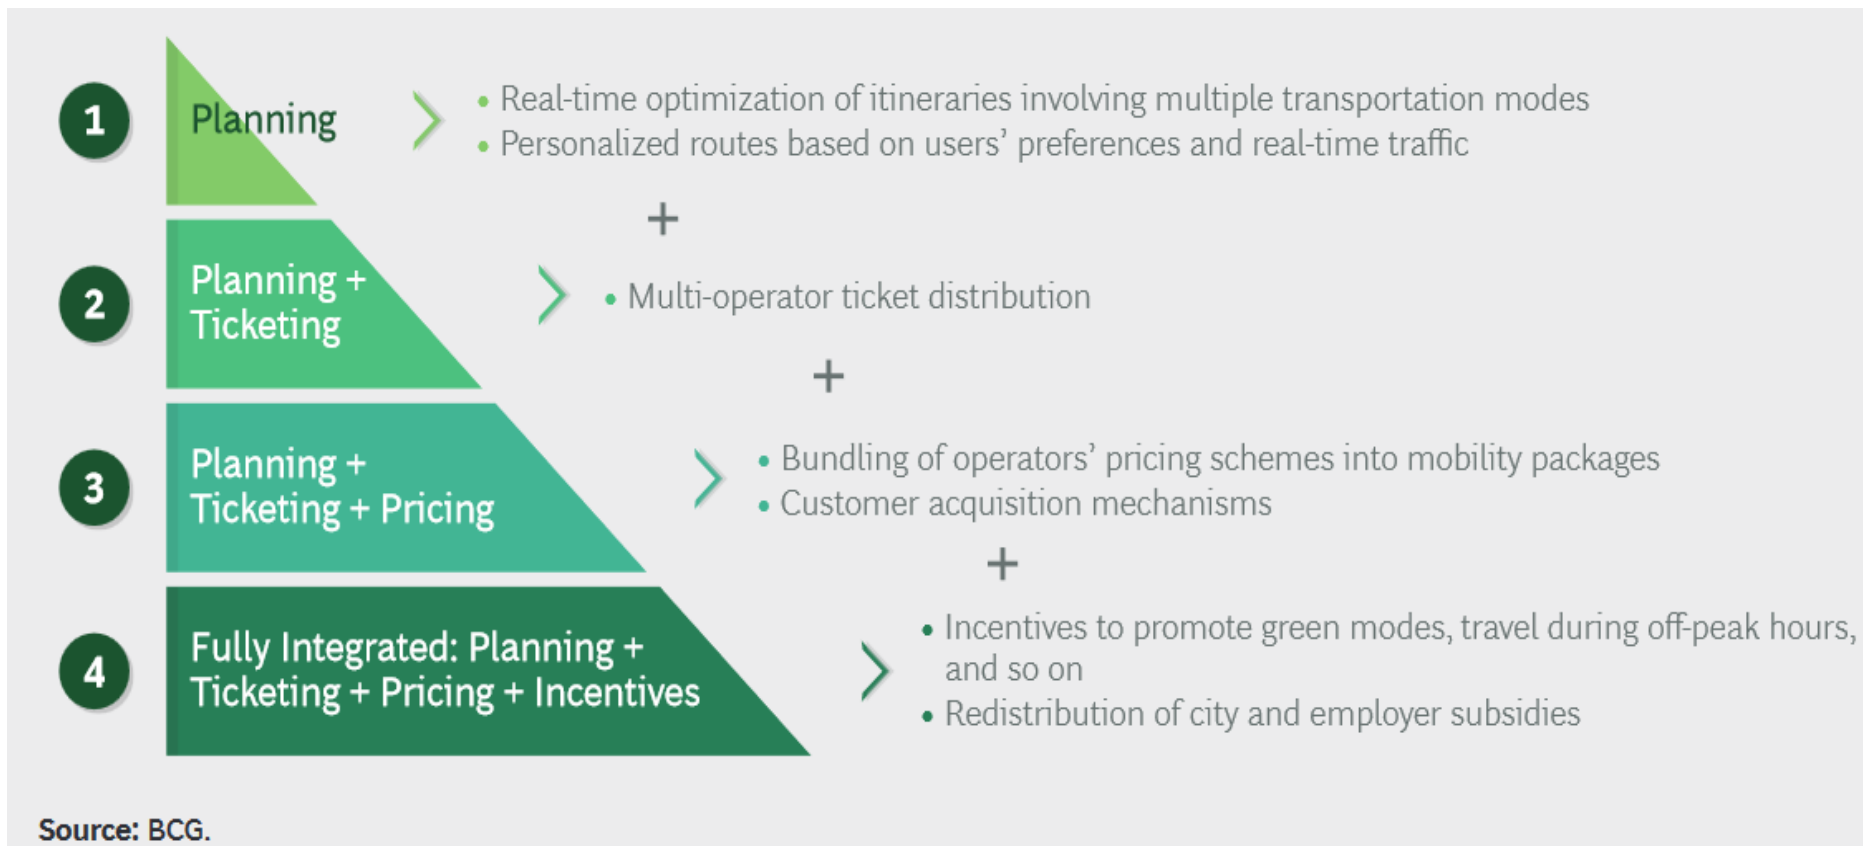 1
Planning
• Real-time optimization of itineraries involving multiple transportation modes
• Personalized routes based on users’ preferences and real-time traffic
+
2
Planning +
Ticketing
• Multi-operator ticket distribution
+
3
Planning +
Ticketing + Pricing
• Bundling of operators’ pricing schemes into mobility packages
• Customer acquisition mechanisms
+
4
Fully Integrated: Planning +
Ticketing + Pricing + Incentives
• Incentives to promote green modes, travel during off-peak hours,
and so on
• Redistribution of city and employer subsidies
Source: BCG.